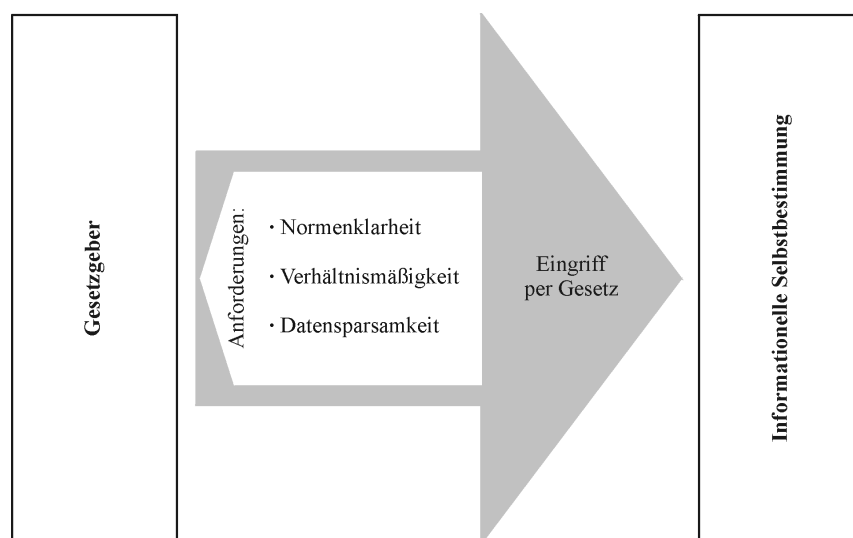 Gesetzgeber
Anforderungen:
· Normenklarheit
· Verhältnismäßigkeit
· Datensparsamkeit
Eingriff
per Gesetz
Informationelle Selbstbestimmung